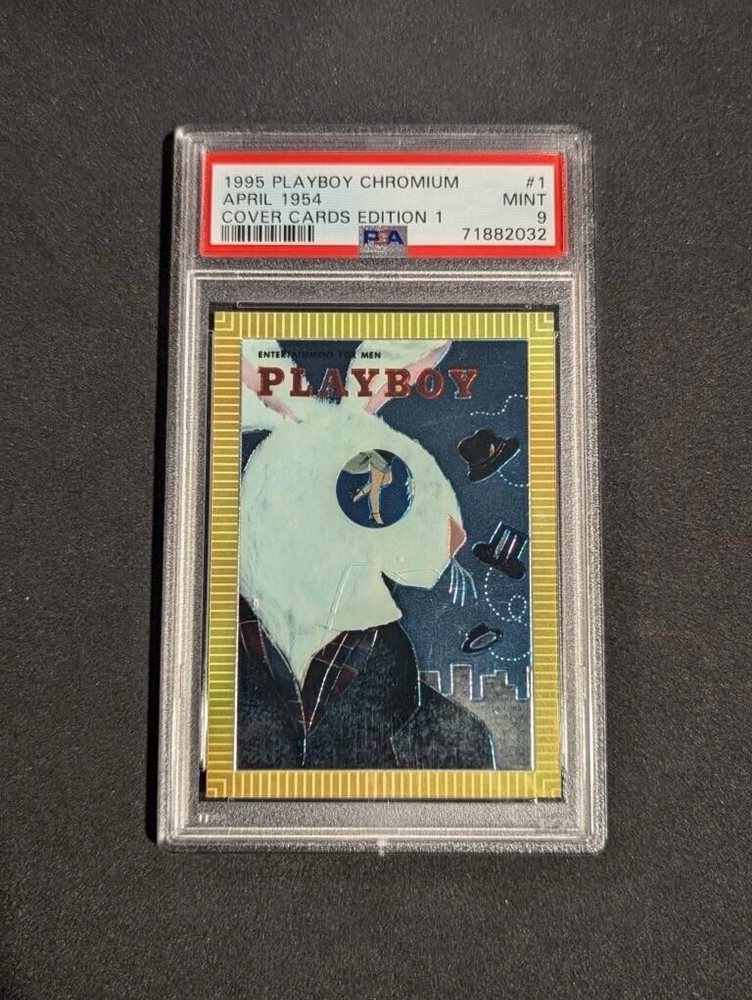 1995 PLAYBOY CHROMIUM #1
APRIL 1954 MINT
COVER CARDS EDITION 1 9
PSA 71882032
ENTERTAINMENT FOR MEN
PLAYBOY